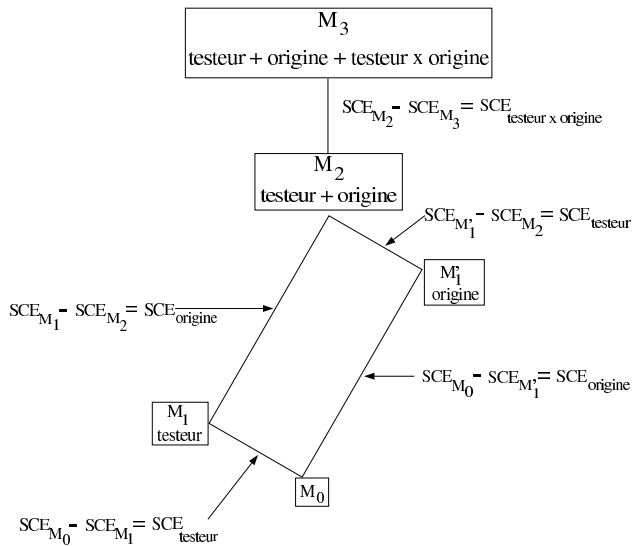 M3
testeur + origine + testeur x origine
SCEM2 - SCEM3 = SCEtesteur x origine
M2
testeur + origine
SCEM'1 - SCEM2 = SCEtesteur
M'1
origine
SCEM1 - SCEM2 = SCEorigine
SCEM0 - SCEM'1 = SCEorigine
M1
testeur
M0
SCEM0 - SCEM1 = SCEtesteur